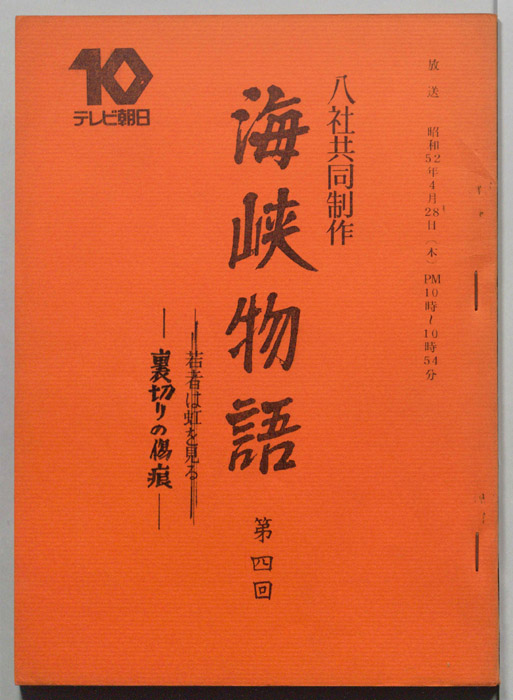 放送 昭和52年4月28日(木)PM10時〜10時54分
八社共同制作
海峡物語
第四回
若者は虹を見る
裏切りの傷痕
10
テレビ朝日